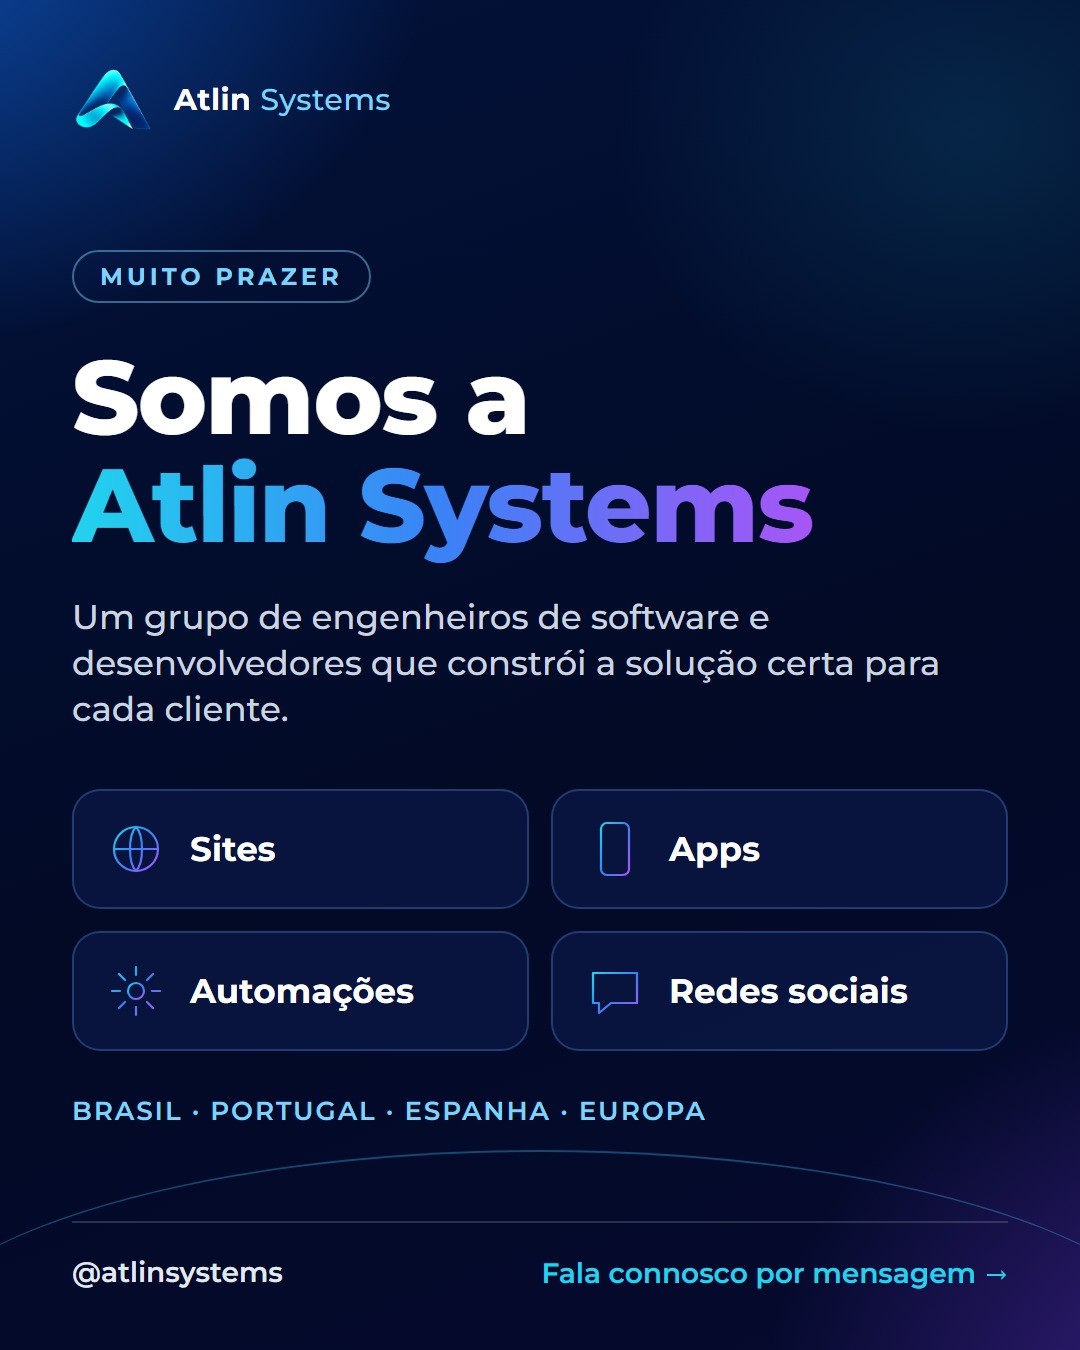 Atlin Systems
MUITO PRAZER
Somos a
Atlin Systems
Um grupo de engenheiros de software e
desenvolvedores que constrói a solução certa para
cada cliente.
Sites
Apps
Automações
Redes sociais
BRASIL · PORTUGAL · ESPANHA · EUROPA
@atlinsystems
Fala connosco por mensagem →